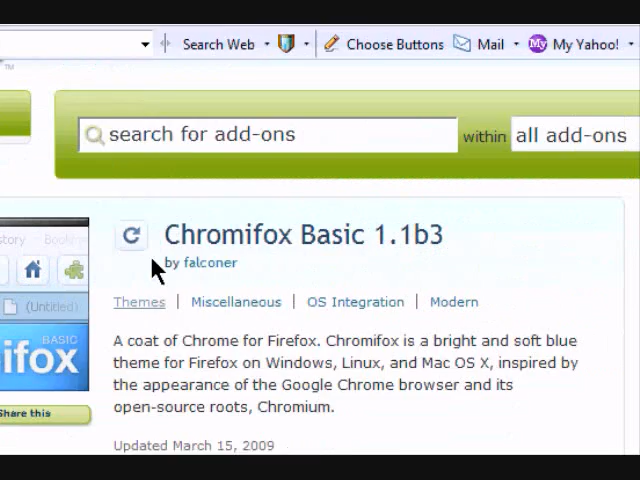 Search Web Choose Buttons Mail My My Yahoo!
TM
search for add-ons within all add-ons
Chromifox Basic 1.1b3
by falconer
Themes | Miscellaneous | OS Integration | Modern
(Untitled)
BASIC
ifox
Share this
A coat of Chrome for Firefox. Chromifox is a bright and soft blue
theme for Firefox on Windows, Linux, and Mac OS X, inspired by
the appearance of the Google Chrome browser and its
open-source roots, Chromium.
Updated March 15, 2009